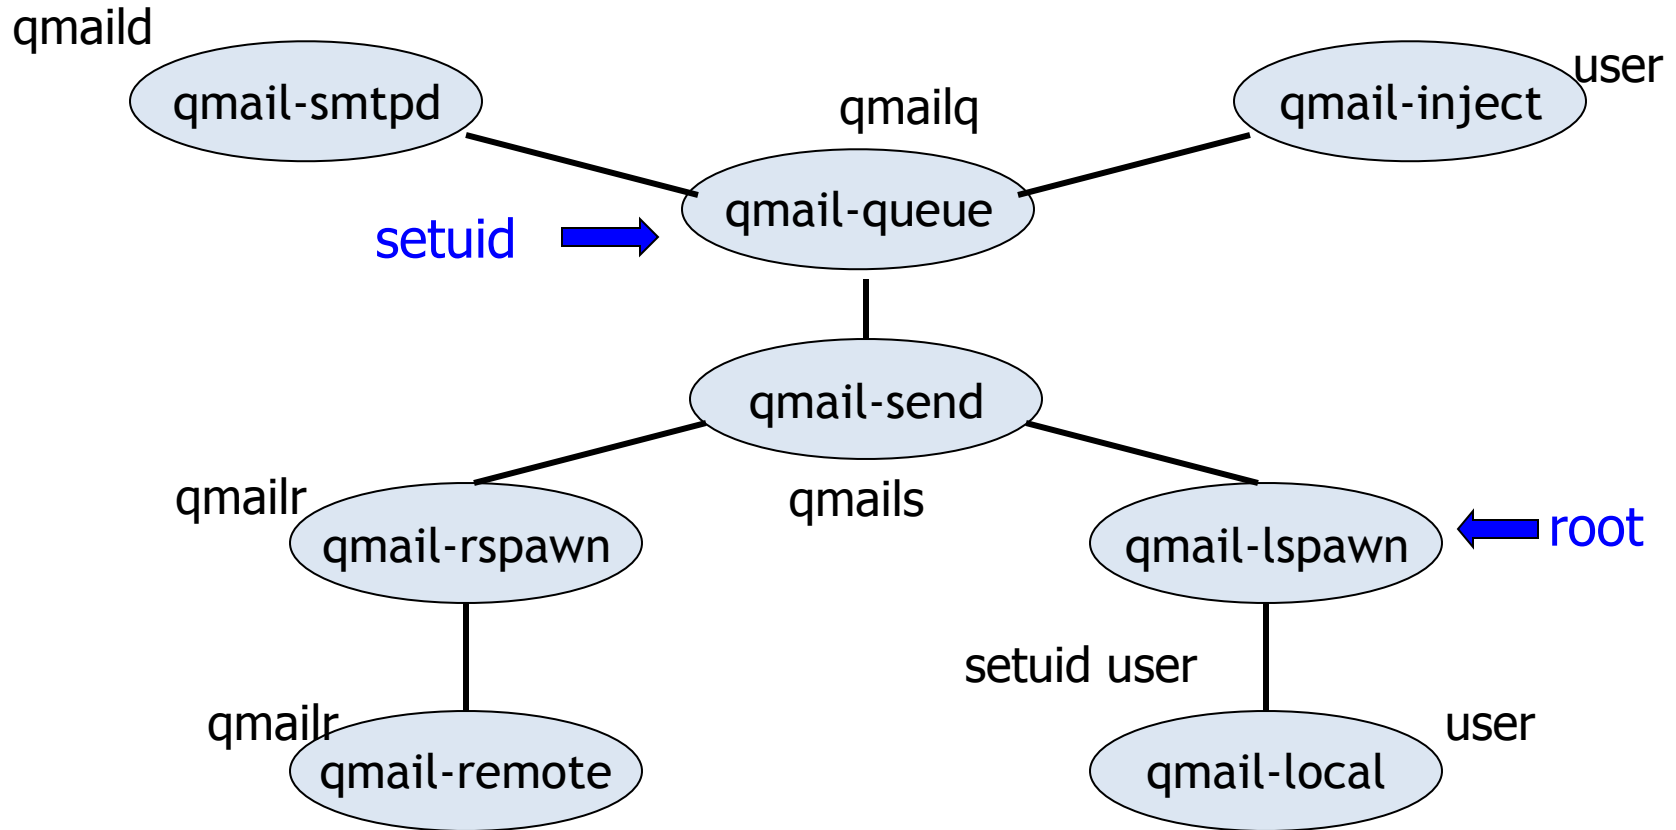 qmaild
qmail-smtpd
user
qmail-inject
qmailq
qmail-queue
setuid
qmail-send
qmails
qmailr
qmail-rspawn
qmail-lspawn
root
setuid user
qmailr
qmail-remote
user
qmail-local